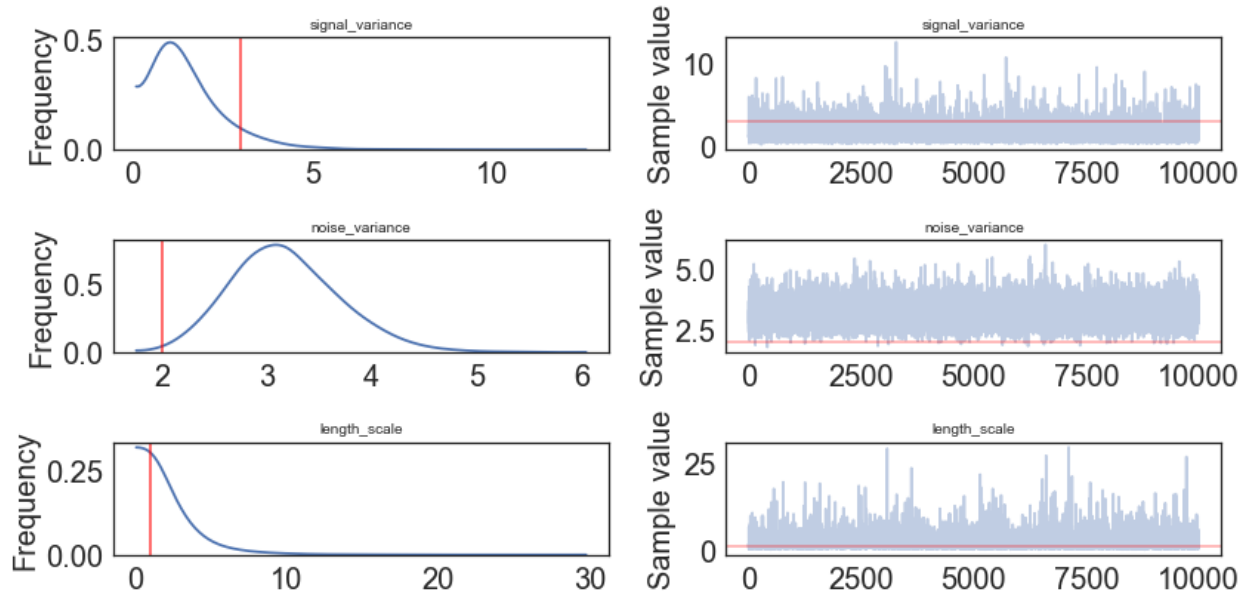 signal_variance
Frequency
0.5
0.0
0 5 10
signal_variance
Sample value
10
0
0 2500 5000 7500 10000
noise_variance
Frequency
0.5
0.0
2 3 4 5 6
noise_variance
Sample value
5.0
2.5
0 2500 5000 7500 10000
length_scale
Frequency
0.25
0.00
0 10 20 30
length_scale
Sample value
25
0
0 2500 5000 7500 10000